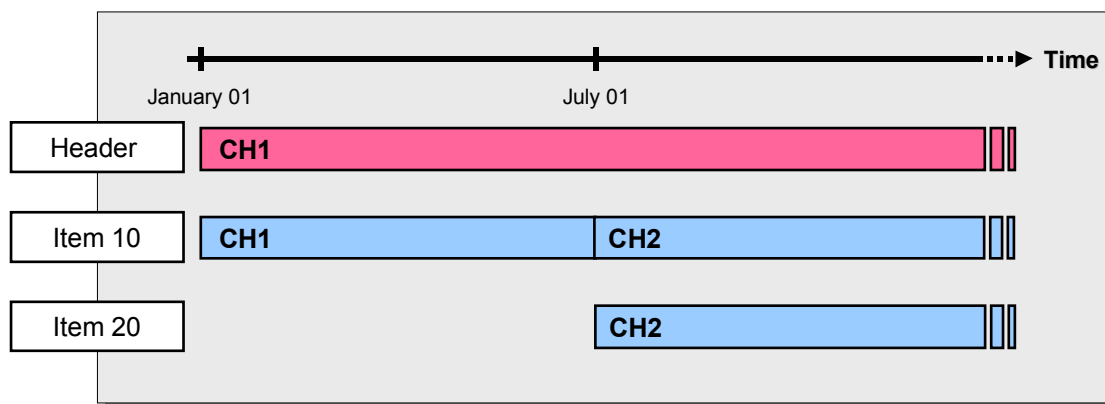 Time
January 01
July 01
Header
CH1
Item 10
CH1
CH2
Item 20
CH2